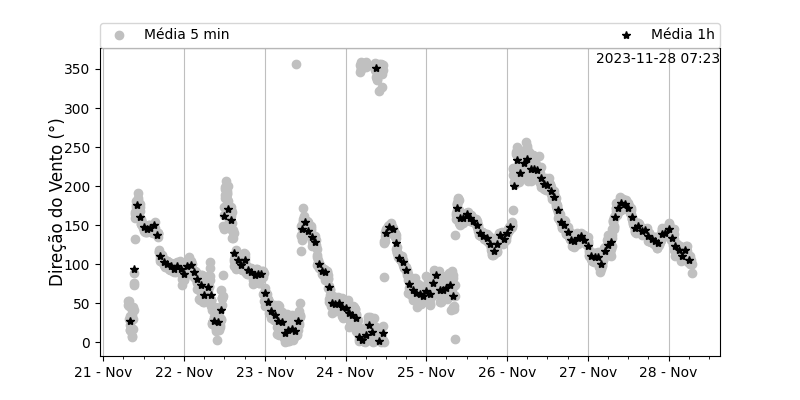 Média 5 min
Média 1h
2023-11-28 07:23
Direção do Vento (°)
350
300
250
200
150
100
50
0
21 - Nov
22 - Nov
23 - Nov
24 - Nov
25 - Nov
26 - Nov
27 - Nov
28 - Nov